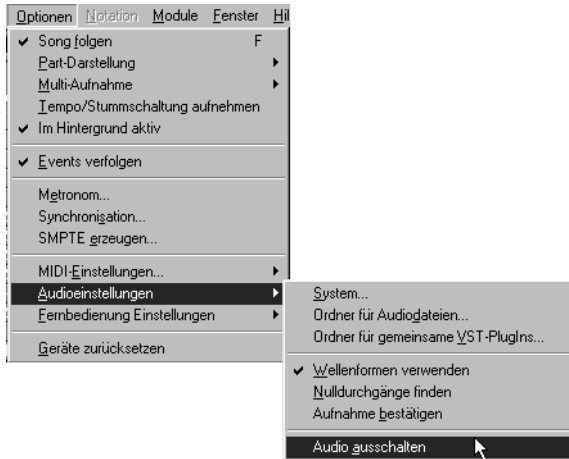 Optionen Notation Module Fenster Hil
Song folgen F
Part-Darstellung
Multi-Aufnahme
Tempo/Stummschaltung aufnehmen
Im Hintergrund aktiv
Events verfolgen
Metronom...
Synchronisation...
SMPTE erzeugen...
MIDI-Einstellungen...
Audioeinstellungen
Fernbedienung Einstellungen
Geräte zurücksetzen
System...
Ordner für Audiodateien...
Ordner für gemeinsame VST-PlugIns...
Wellenformen verwenden
Nulldurchgänge finden
Aufnahme bestätigen
Audio ausschalten